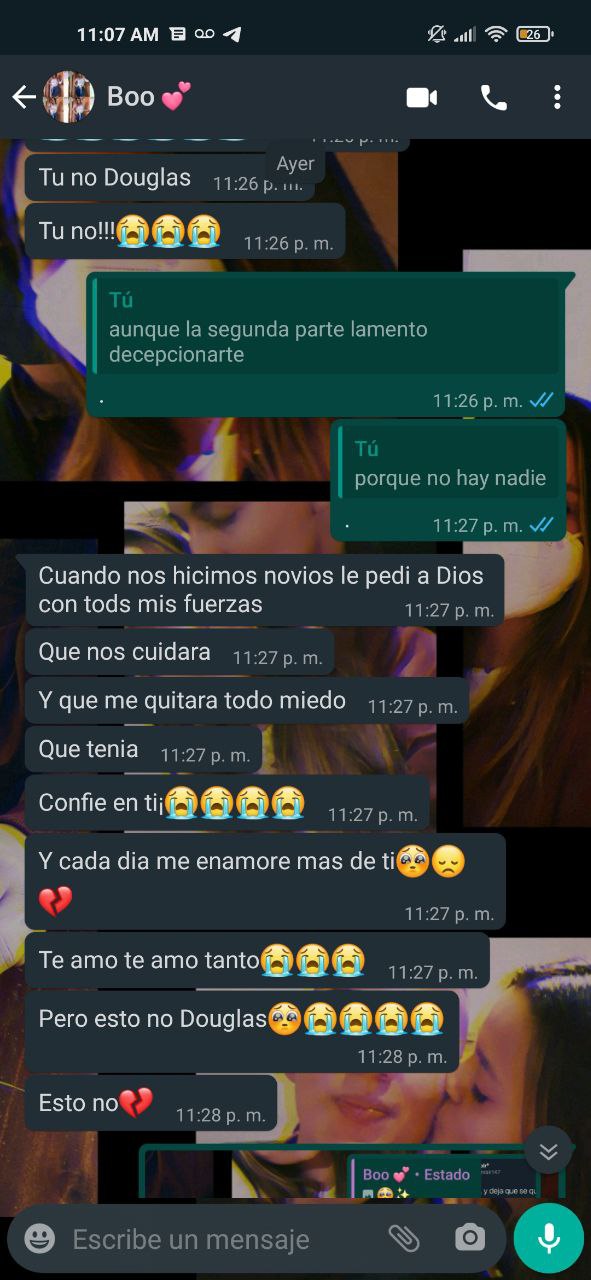 11:07 AM
26
Boo 💕
Ayer
Tu no Douglas 11:26 p. m.
Tu no!!!😭😭😭 11:26 p. m.
Tú
aunque la segunda parte lamento
decepcionarte
. 11:26 p. m.
Tú
porque no hay nadie
. 11:27 p. m.
Cuando nos hicimos novios le pedi a Dios
con tods mis fuerzas 11:27 p. m.
Que nos cuidara 11:27 p. m.
Y que me quitara todo miedo 11:27 p. m.
Que tenia 11:27 p. m.
Confie en ti¡😭😭😭😭 11:27 p. m.
Y cada dia me enamore mas de ti🥺😞
💔 11:27 p. m.
Te amo te amo tanto😭😭😭 11:27 p. m.
Pero esto no Douglas🥺😭😭😭😭
11:28 p. m.
Esto no💔 11:28 p. m.
Boo 💕 • Estado
y deja que se
Escribe un mensaje